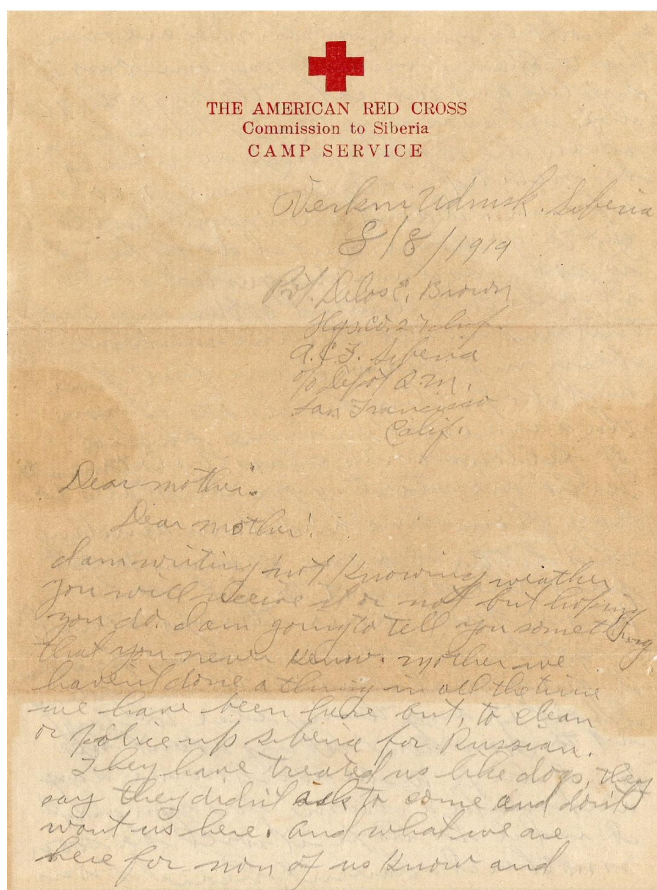 THE AMERICAN RED CROSS
Commission to Siberia
CAMP SERVICE
Verkni Udinsk. Siberia
8/8/1919
Pvt. Delos E. Brown
Hqs. Co. 27 Inf.
A.E.F. Siberia
c/o Depot Q.M.
San Francisco
Calif.
Dear mother.
Dear mother!
I am writing not knowing weather
you will receive it or not but hoping
you do. I am going to tell you something
that you never knew. mother we
haven't done a thing in all the time
we have been here but, to clean
or police up siberia for Russian.
They have treated us like dogs, they
say they didn't ask to come and don't
want us here. and what we are
here for non of us know and